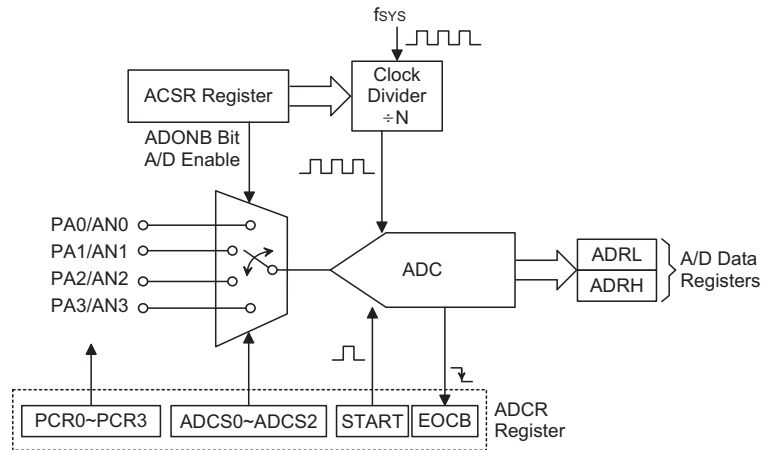 fSYS
ACSR Register
Clock
Divider
÷N
ADONB Bit
A/D Enable
PA0/AN0
PA1/AN1
PA2/AN2
PA3/AN3
ADC
ADRL
ADRH
A/D Data
Registers
PCR0~PCR3
ADCS0~ADCS2
START
EOCB
ADCR
Register